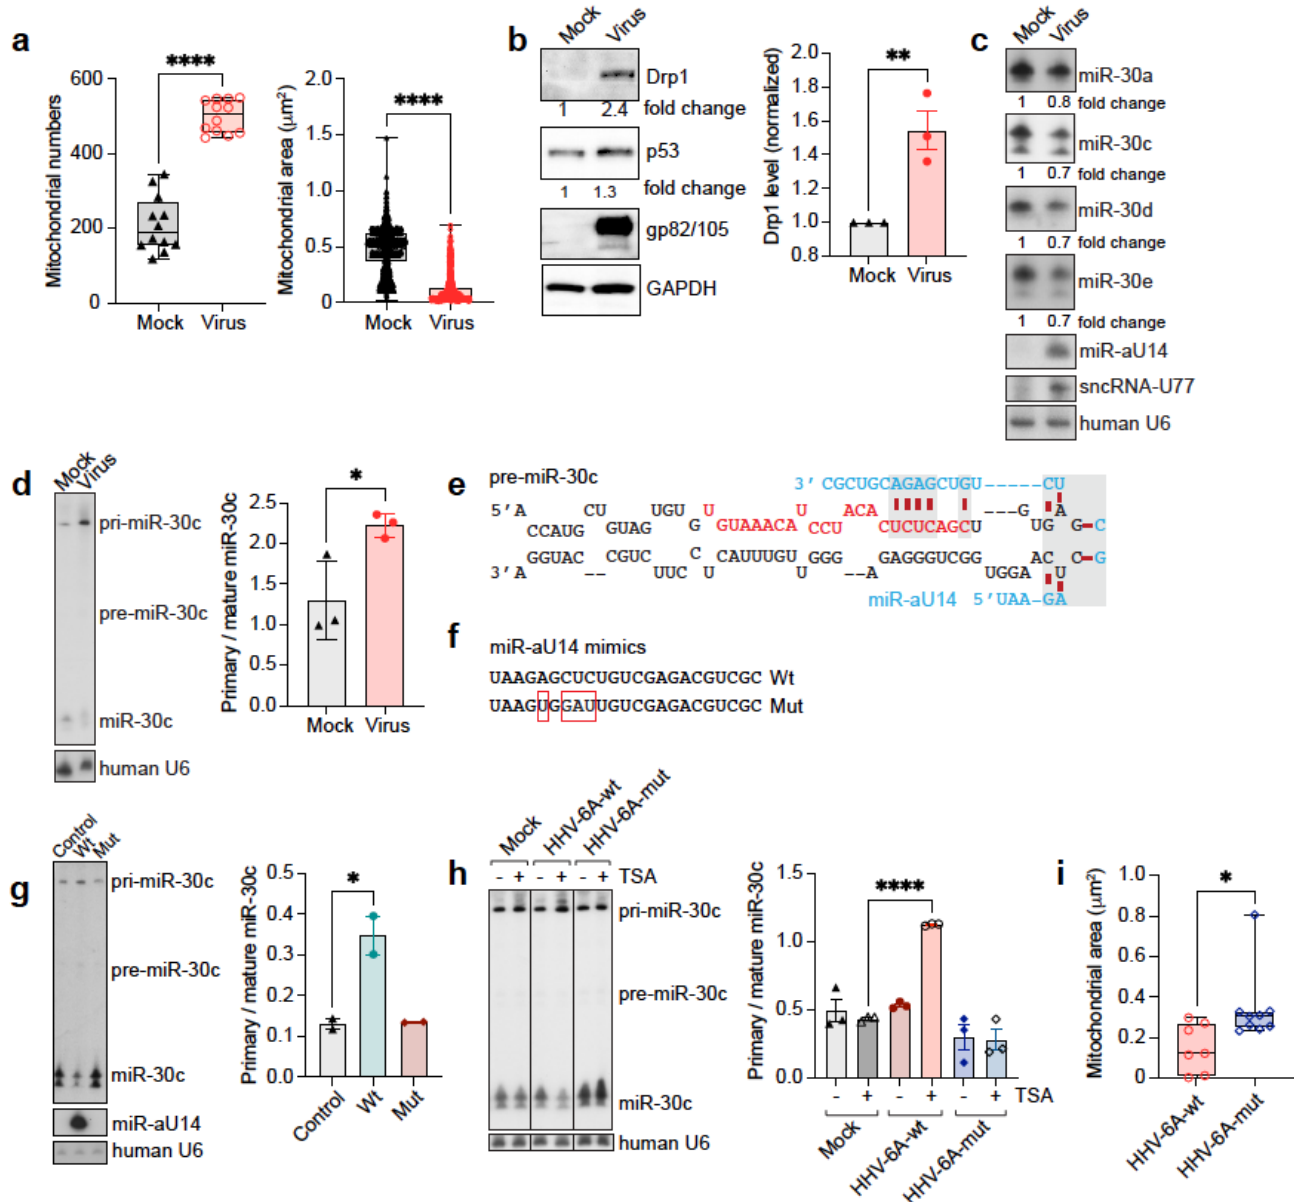 a
****
Mitochondrial numbers
600
400
200
0
Mock Virus
****
Mitochondrial area (µm²)
2.0
1.5
1.0
0.5
0
Mock Virus
b
Mock Virus
Drp1
1 2.4 fold change
p53
1 1.3 fold change
gp82/105
GAPDH
**
Drp1 level (normalized)
2.0
1.8
1.6
1.4
1.2
1.0
0.8
Mock Virus
c
Mock Virus
miR-30a
1 0.8 fold change
miR-30c
1 0.7 fold change
miR-30d
1 0.7 fold change
miR-30e
1 0.7 fold change
miR-aU14
sncRNA-U77
human U6
d
Mock Virus
pri-miR-30c
pre-miR-30c
miR-30c
human U6
*
Primary / mature miR-30c
2.5
2.0
1.5
1.0
0.5
0.0
Mock Virus
e
pre-miR-30c
3’ CGCUGCAGAGCUGU-----CU
5’A CU UGU U U ACA ---G A
CCAUG GUAG G GUAAACA CCU CUCUCAGCU UG G-C
GGUAC CGUC C CAUUUGU GGG GAGGGUCGG AC C-G
3’A -- UUC U U --A UGGA U
miR-aU14 5’UAA-GA
f
miR-aU14 mimics
UAAGAGCUCUGUCGAGACGUCGC Wt
UAAGUGGAUUGUCGAGACGUCGC Mut
g
Control Wt Mut
pri-miR-30c
pre-miR-30c
miR-30c
miR-aU14
human U6
*
Primary / mature miR-30c
0.5
0.4
0.3
0.2
0.1
0.0
Control Wt Mut
h
Mock HHV-6A-wt HHV-6A-mut
- + - + - + TSA
pri-miR-30c
pre-miR-30c
miR-30c
human U6
****
Primary / mature miR-30c
1.5
1.0
0.5
0.0
- + - + - + TSA
Mock HHV-6A-wt HHV-6A-mut
i
*
Mitochondrial area (µm²)
1.0
0.8
0.6
0.4
0.2
0
HHV-6A-wt HHV-6A-mut